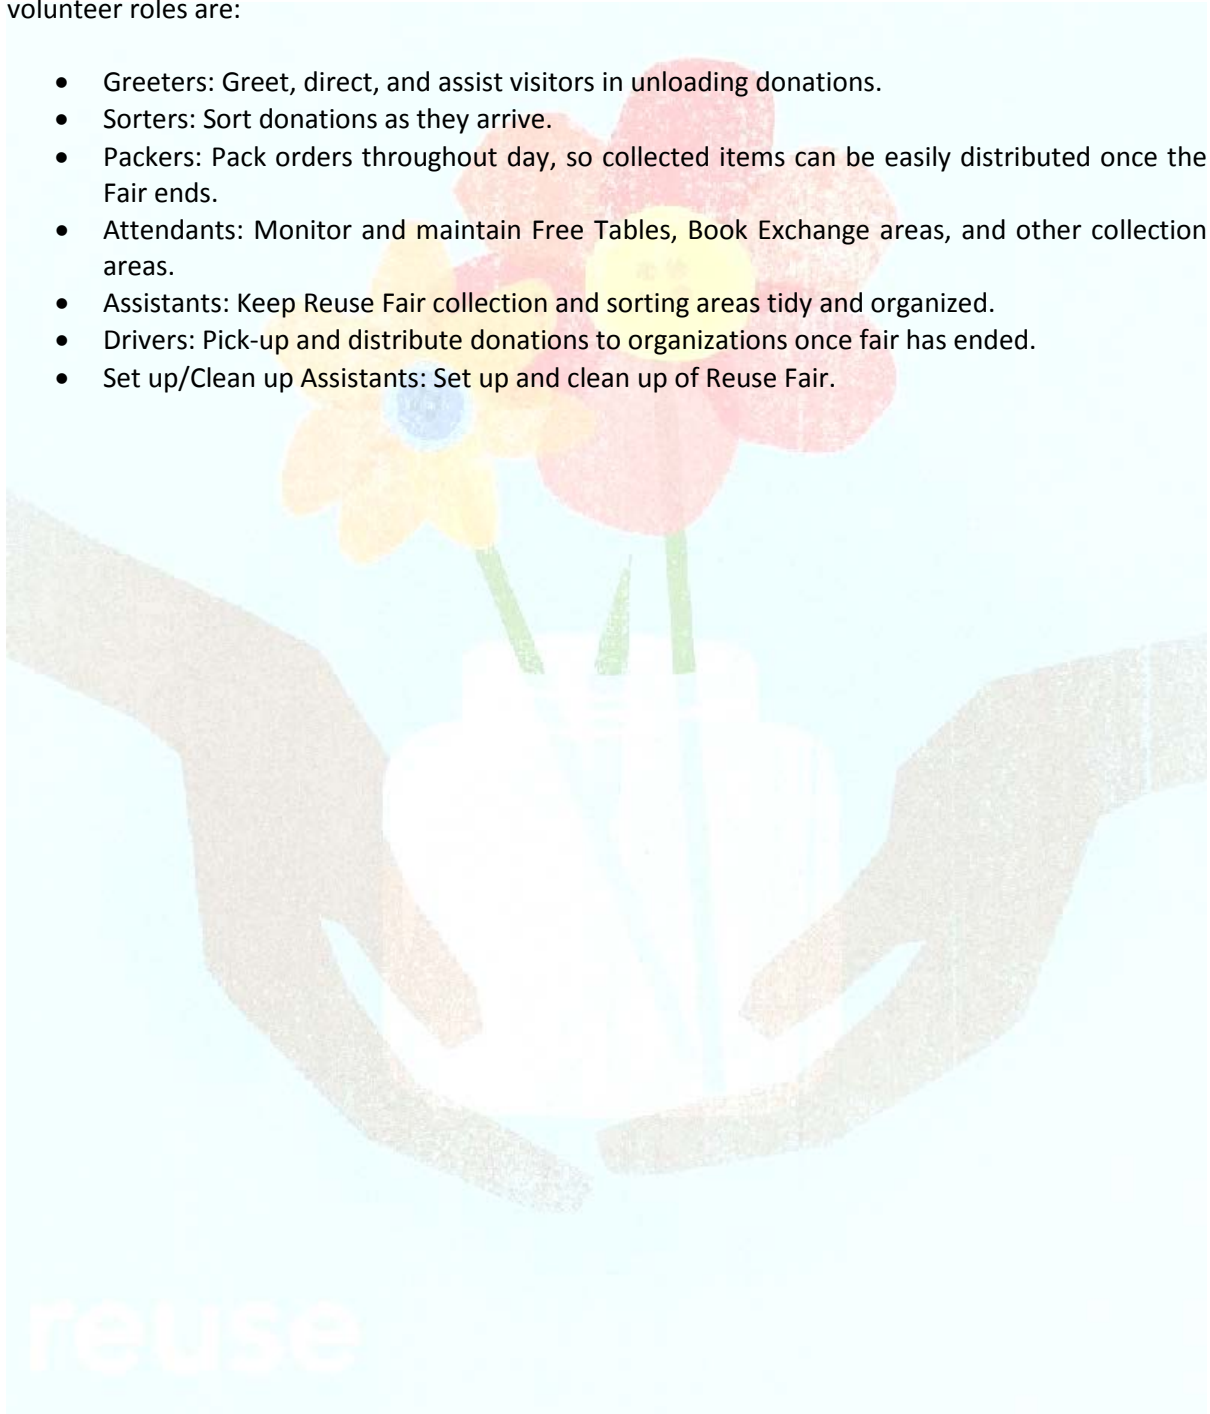 volunteer roles are:
• Greeters: Greet, direct, and assist visitors in unloading donations.
• Sorters: Sort donations as they arrive.
• Packers: Pack orders throughout day, so collected items can be easily distributed once the
Fair ends.
• Attendants: Monitor and maintain Free Tables, Book Exchange areas, and other collection
areas.
• Assistants: Keep Reuse Fair collection and sorting areas tidy and organized.
• Drivers: Pick-up and distribute donations to organizations once fair has ended.
• Set up/Clean up Assistants: Set up and clean up of Reuse Fair.
reuse